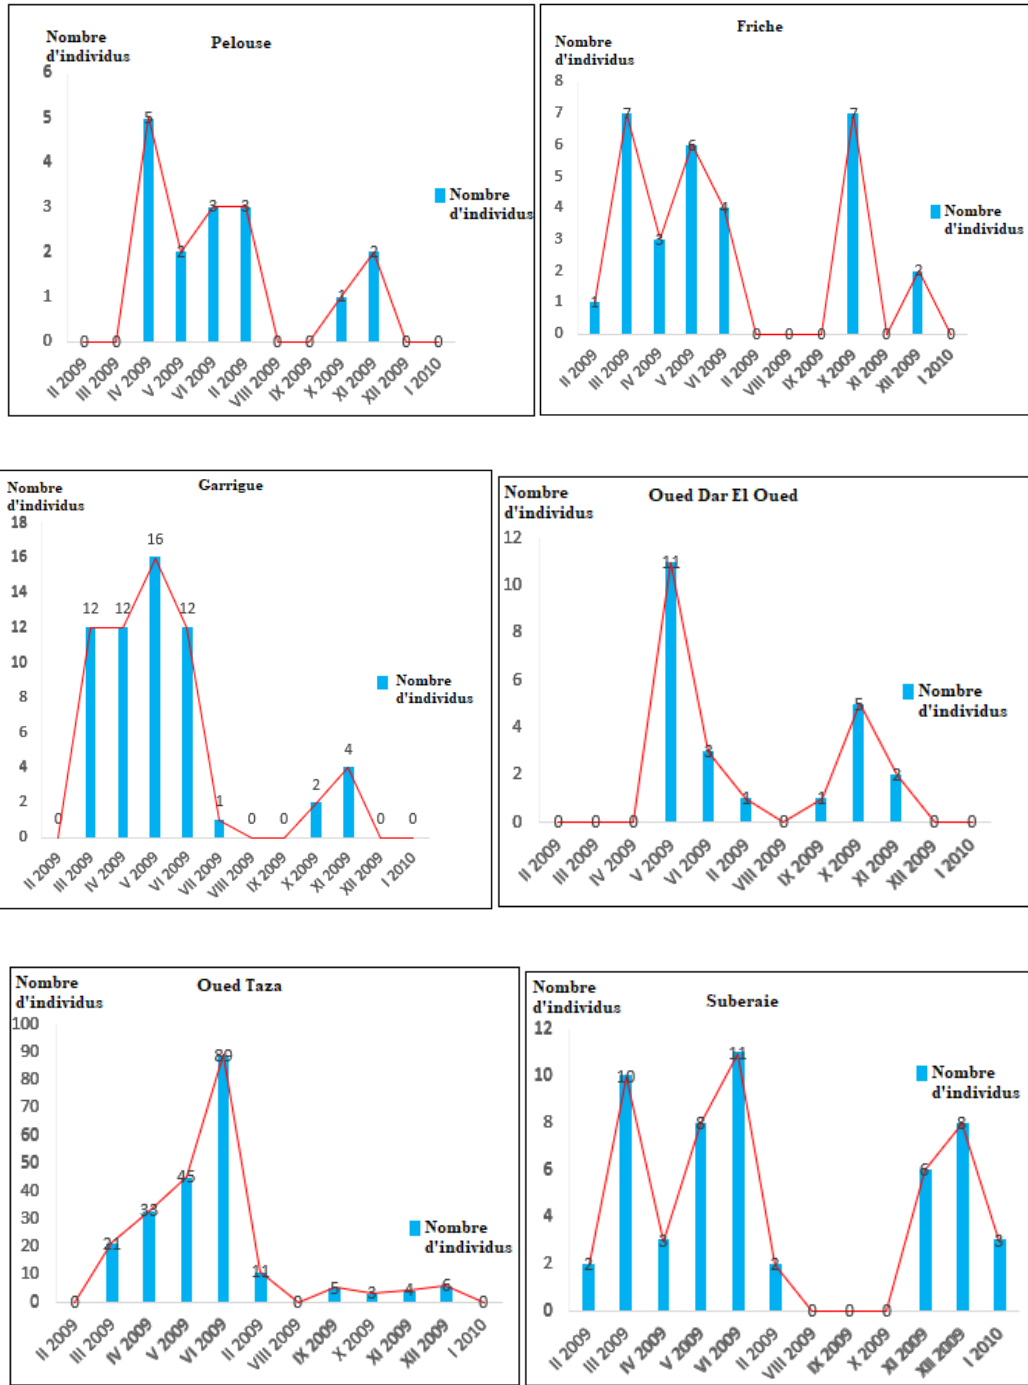 Pelouse
Nombre
d'individus
6
5
4
3
2
1
0
0 0 5 2 3 3 0 0 1 2 0 0
II 2009 III 2009 IV 2009 V 2009 VI 2009 II 2009 VIII 2009 IX 2009 X 2009 XI 2009 XII 2009 I 2010
Nombre
d'individus
Friche
Nombre
d'individus
8
7
6
5
4
3
2
1
0
1 7 3 6 4 0 0 0 7 0 2 0
II 2009 III 2009 IV 2009 V 2009 VI 2009 II 2009 VIII 2009 IX 2009 X 2009 XI 2009 XII 2009 I 2010
Nombre
d'individus
Garrigue
Nombre
d'individus
18
16
14
12
10
8
6
4
2
0
0 12 12 16 12 1 0 0 2 4 0 0
II 2009 III 2009 IV 2009 V 2009 VI 2009 VII 2009 VIII 2009 IX 2009 X 2009 XI 2009 XII 2009 I 2010
Nombre
d'individus
Oued Dar El Oued
Nombre
d'individus
12
10
8
6
4
2
0
0 0 0 11 3 1 0 1 5 2 0 0
II 2009 III 2009 IV 2009 V 2009 VI 2009 II 2009 VIII 2009 IX 2009 X 2009 XI 2009 XII 2009 I 2010
Nombre
d'individus
Oued Taza
Nombre
d'individus
100
90
80
70
60
50
40
30
20
10
0
0 21 33 45 89 11 0 5 3 4 6 0
II 2009 III 2009 IV 2009 V 2009 VI 2009 II 2009 VIII 2009 IX 2009 X 2009 XI 2009 XII 2009 I 2010
Nombre
d'individus
Suberaie
Nombre
d'individus
12
10
8
6
4
2
0
2 10 3 8 11 2 0 0 0 6 8 3
II 2009 III 2009 IV 2009 V 2009 VI 2009 II 2009 VIII 2009 IX 2009 X 2009 XI 2009 XII 2009 I 2010
Nombre
d'individus